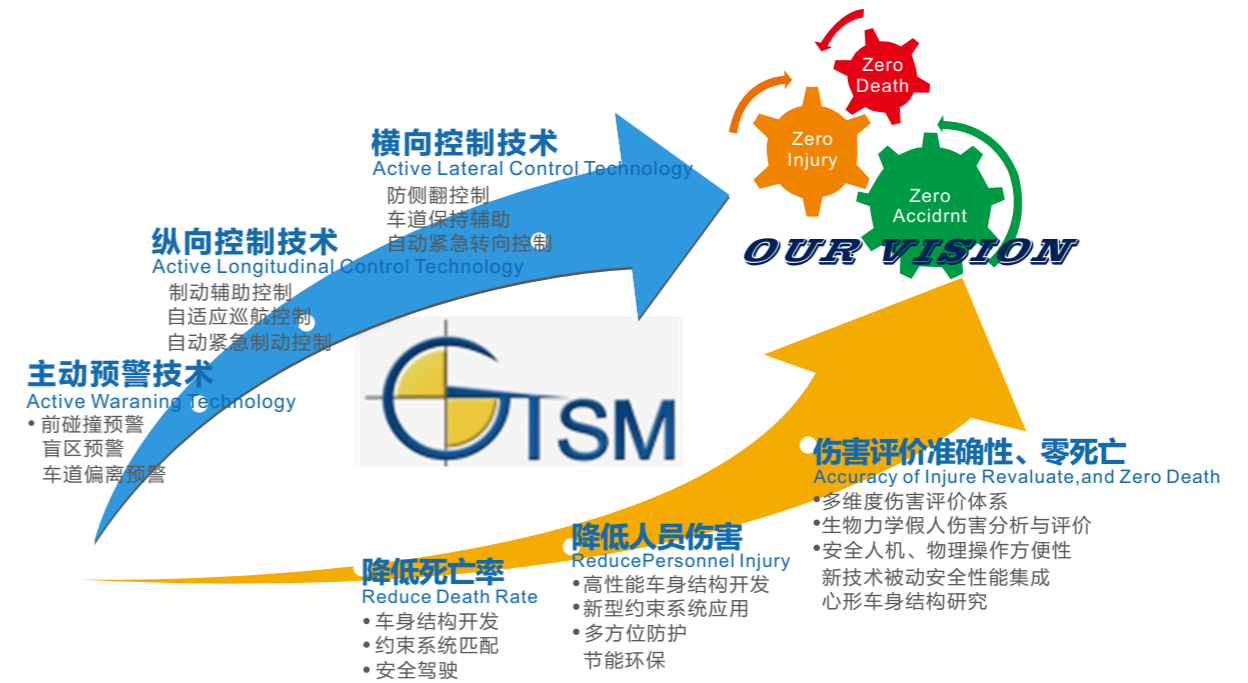 Zero
Death
Zero
Injury
Zero
Accidrnt
OUR VISION
横向控制技术
Active Lateral Control Technology
防侧翻控制
车道保持辅助
自动紧急转向控制
纵向控制技术
Active Longitudinal Control Technology
制动辅助控制
自适应巡航控制
自动紧急制动控制
主动预警技术
Active Waraning Technology
•前碰撞预警
盲区预警
车道偏离预警
GTSM
伤害评价准确性、零死亡
Accuracy of Injure Revaluate,and Zero Death
•多维度伤害评价体系
•生物力学假人伤害分析与评价
•安全人机、物理操作方便性
新技术被动安全性能集成
心形车身结构研究
降低人员伤害
ReducePersonnel Injury
•高性能车身结构开发
•新型约束系统应用
•多方位防护
节能环保
降低死亡率
Reduce Death Rate
•车身结构开发
•约束系统匹配
•安全驾驶